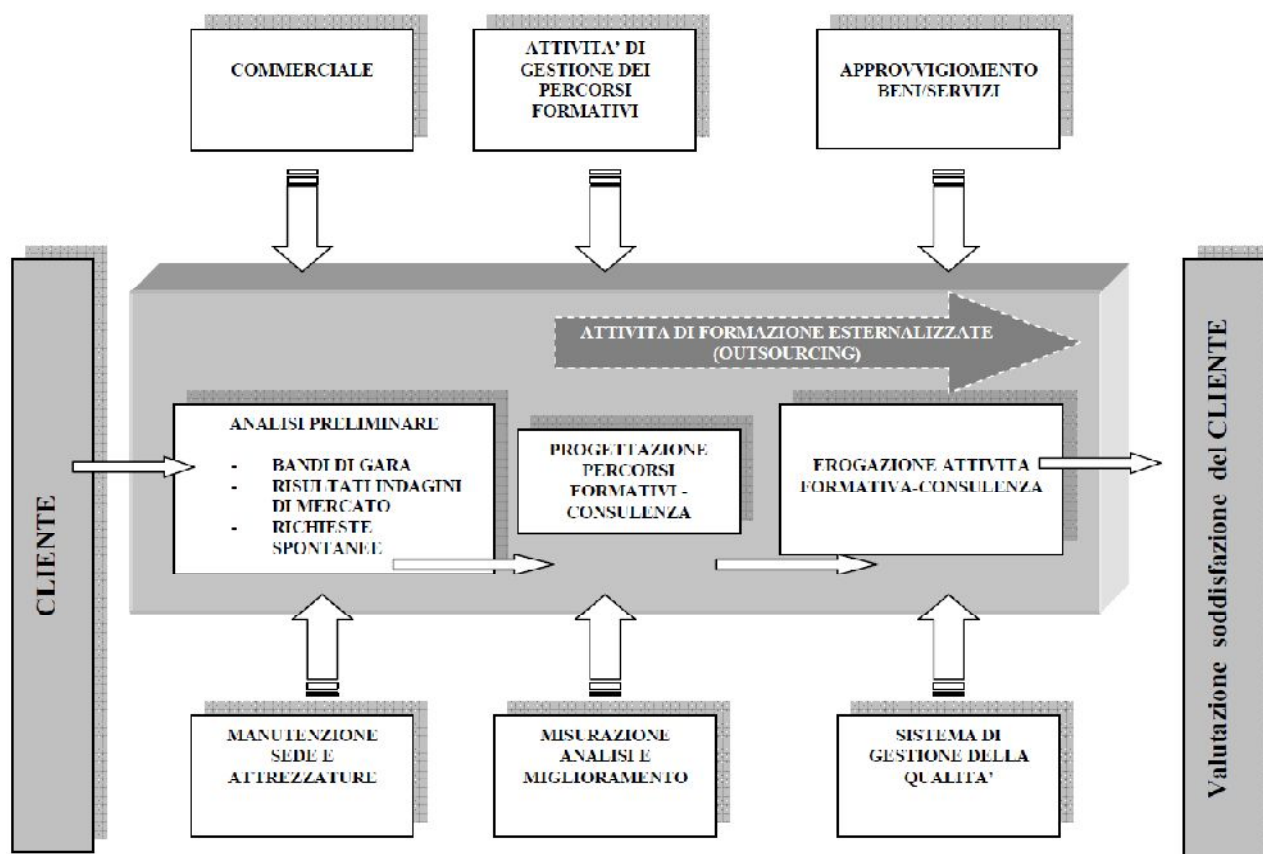 COMMERCIALE
ATTIVITA' DI
GESTIONE DEI
PERCORSI
FORMATIVI
APPROVVIGIOMENTO
BENI/SERVIZI
CLIENTE
ATTIVITA DI FORMAZIONE ESTERNALIZZATE
(OUTSOURCING)
ANALISI PRELIMINARE
- BANDI DI GARA
- RISULTATI INDAGINI
DI MERCATO
- RICHIESTE
SPONTANEE
PROGETTAZIONE
PERCORSI
FORMATIVI -
CONSULENZA
EROGAZIONE ATTIVITA
FORMATIVA-CONSULENZA
Valutazione soddisfazione del CLIENTE
MANUTENZIONE
SEDE E
ATTREZZATURE
MISURAZIONE
ANALISI E
MIGLIORAMENTO
SISTEMA DI
GESTIONE DELLA
QUALITA'